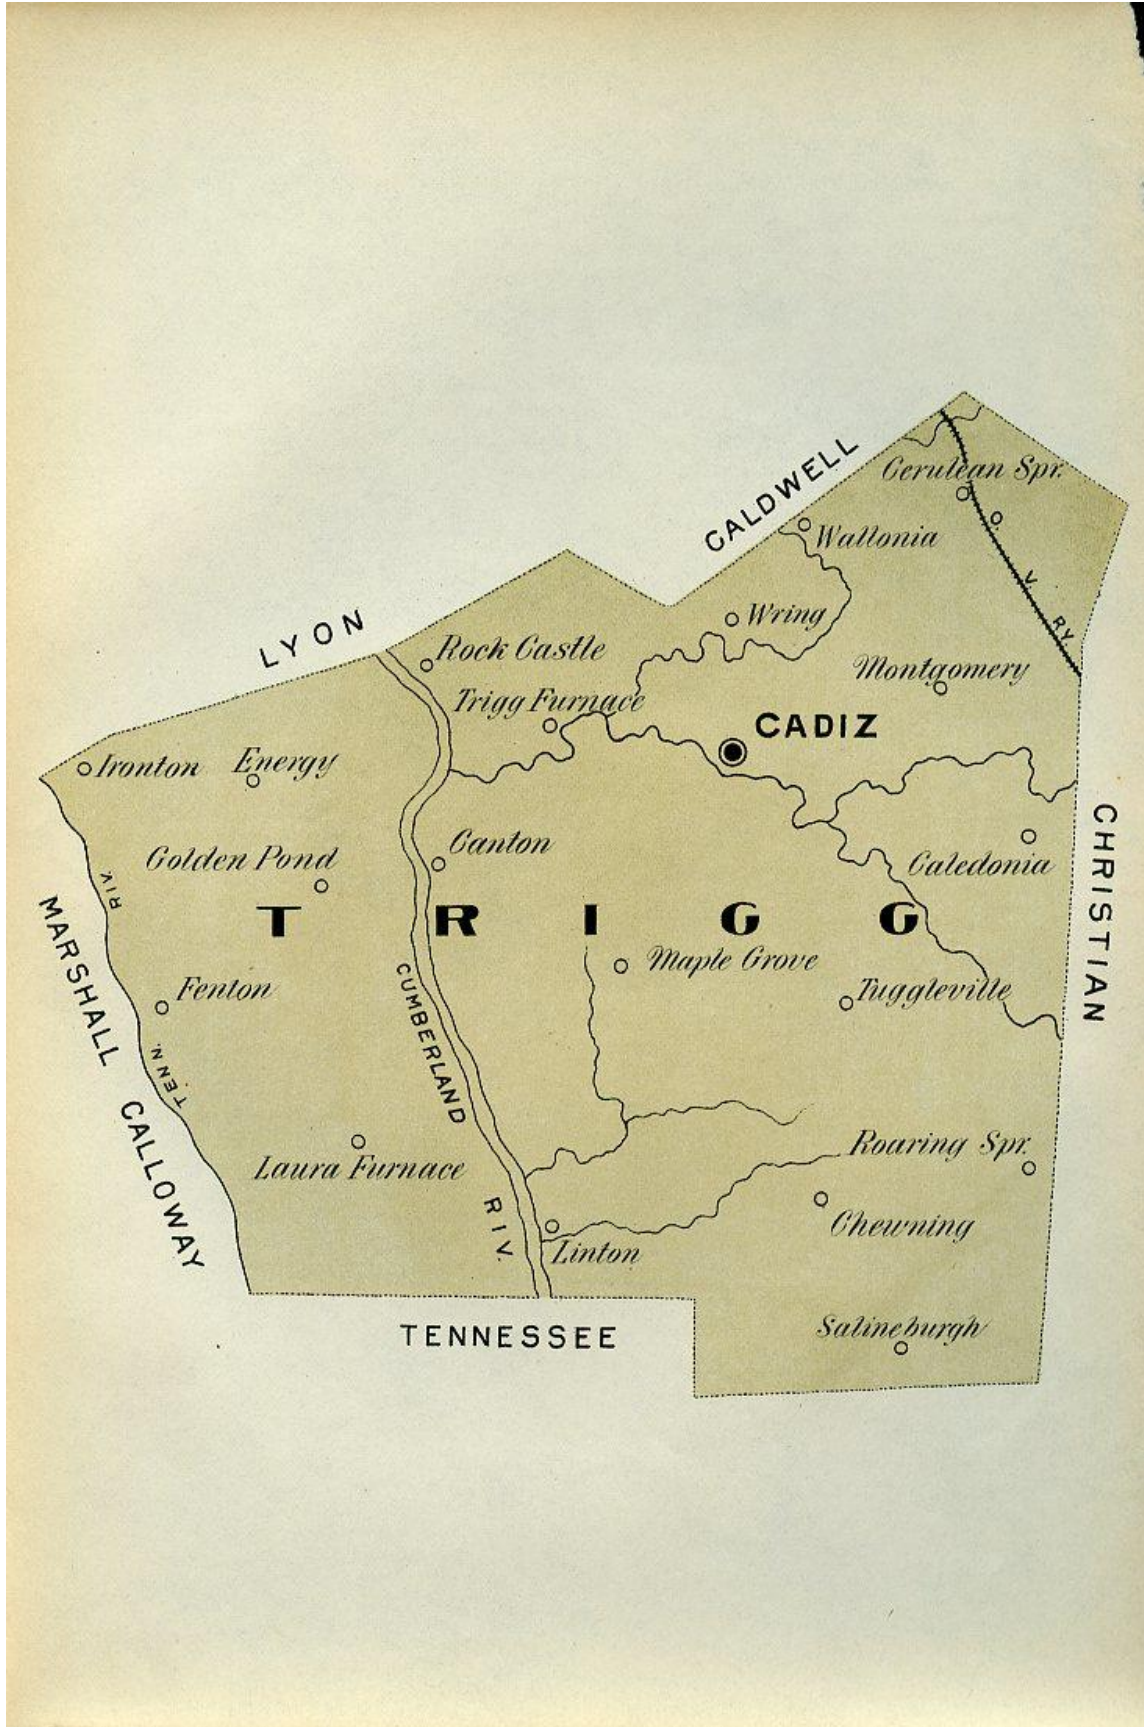 CALDWELL
Cerulean Spr.
O. V. RY.
Wallonia
LYON
Wring
Rock Castle
Montgomery
Trigg Furnace
CADIZ
Ironton
Energy
Canton
Golden Pond
Caledonia
CHRISTIAN
RIV.
TENN.
MARSHALL
T R I G G
Maple Grove
Fenton
Tuggleville
CUMBERLAND
RIV.
CALLOWAY
Roaring Spr.
Laura Furnace
Chewning
Linton
TENNESSEE
Salineburgh